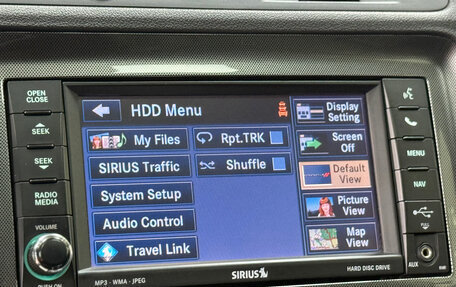 OPEN
CLOSE
SEEK
SEEK
RADIO
MEDIA
VOLUME
PUSH ON
HDD Menu
My Files
SIRIUS Traffic
System Setup
Audio Control
Travel Link
Rpt.TRK
Shuffle
Display
Setting
Screen
Off
Default
View
Picture
View
Map
View
MENU
NAV
AUX
MP3 · WMA · JPEG
SIRIUS
HARD DISC DRIVE